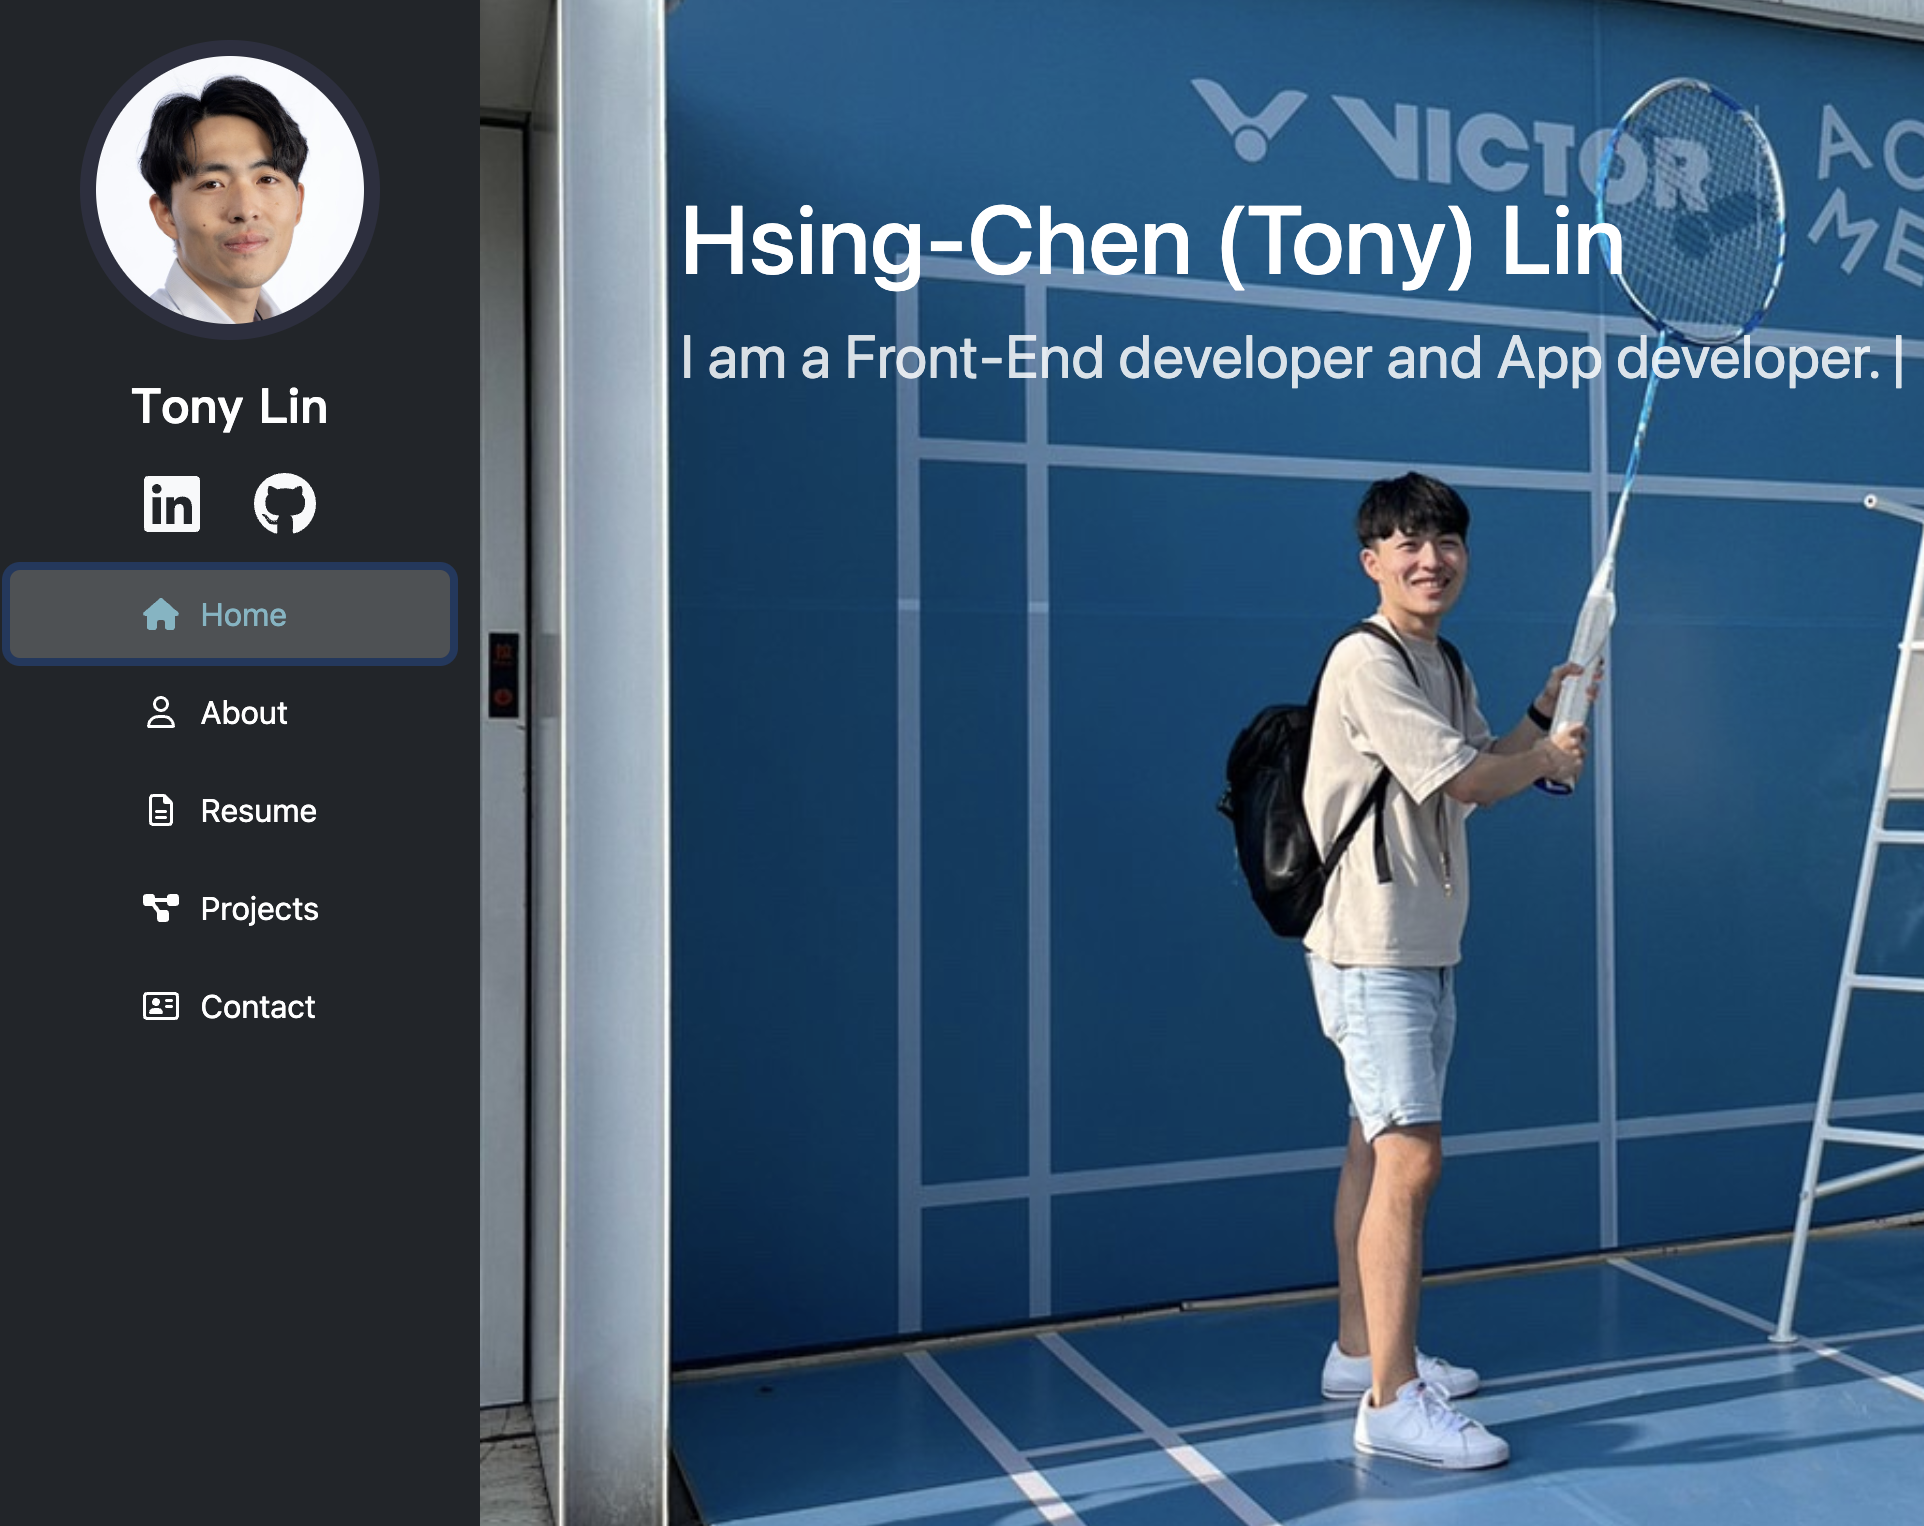 Tony Lin
in
Home
About
Resume
Projects
Contact
VICTOR
Hsing-Chen (Tony) Lin
I am a Front-End developer and App developer.|